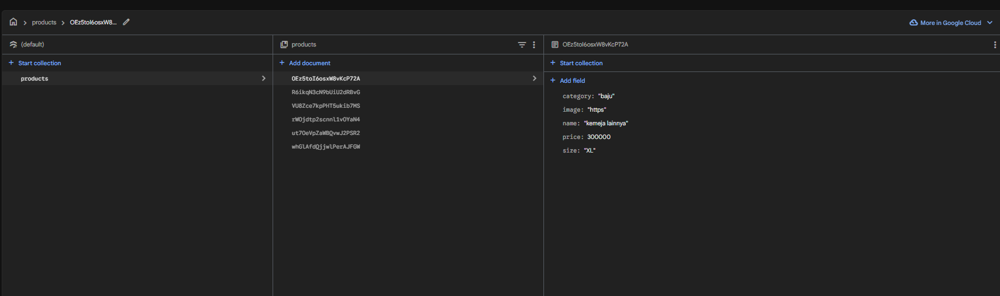 products
OEz5toI6osxW8...
More in Google Cloud
(default)
products
OEz5toI6osxW8vKcP72A
+ Start collection
+ Add document
+ Start collection
products
OEz5toI6osxW8vKcP72A
R6ikqN3cN9bUiU2dRBvG
VU8Zce7kpPHT5ukib7MS
rWOjdtp2scnnl1vOYaN4
ut7OeVpZaWBQvwJ2PSR2
whGlAfdQjjwlPerAJFGW
+ Add field
category: "baju"
image: "https"
name: "kemeja lainnya"
price: 300000
size: "XL"